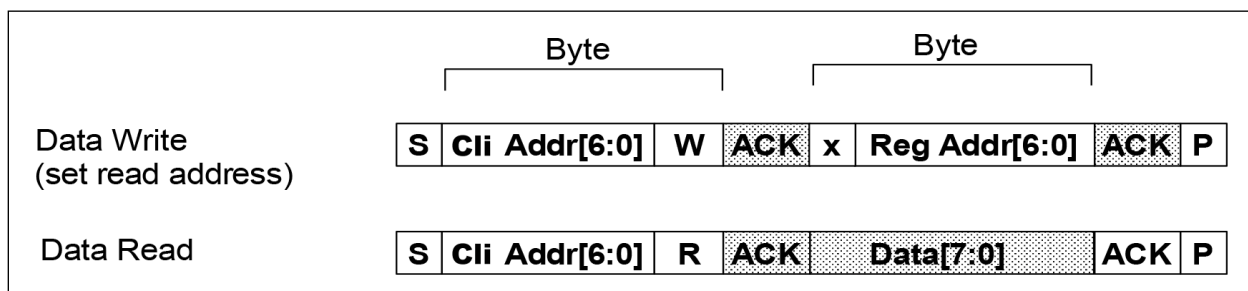 Byte Byte
Data Write S Cli Addr[6:0] W ACK x Reg Addr[6:0] ACK P
(set read address)
Data Read S Cli Addr[6:0] R ACK Data[7:0] ACK P